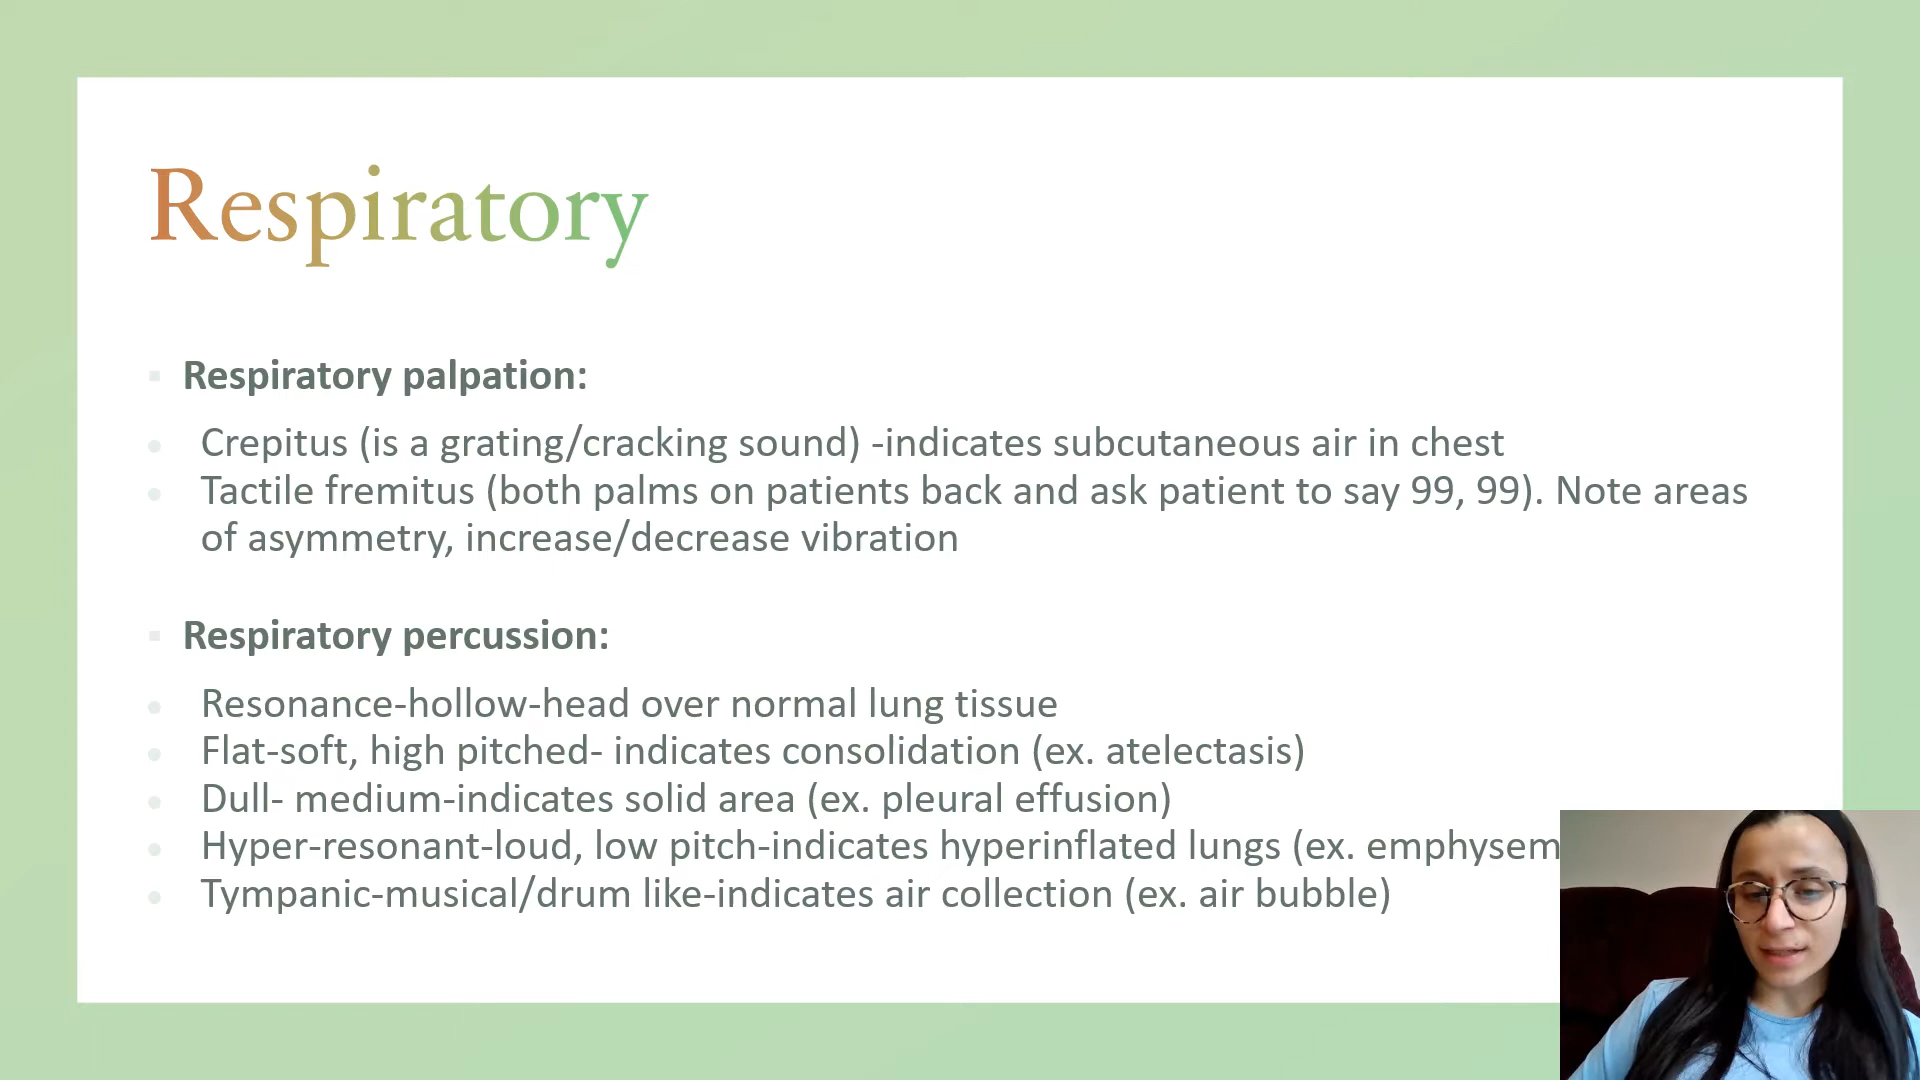 Respiratory
Respiratory palpation:
Crepitus (is a grating/cracking sound) -indicates subcutaneous air in chest
Tactile fremitus (both palms on patients back and ask patient to say 99, 99). Note areas
of asymmetry, increase/decrease vibration
Respiratory percussion:
Resonance-hollow-head over normal lung tissue
Flat-soft, high pitched- indicates consolidation (ex. atelectasis)
Dull- medium-indicates solid area (ex. pleural effusion)
Hyper-resonant-loud, low pitch-indicates hyperinflated lungs (ex. emphysem
Tympanic-musical/drum like-indicates air collection (ex. air bubble)